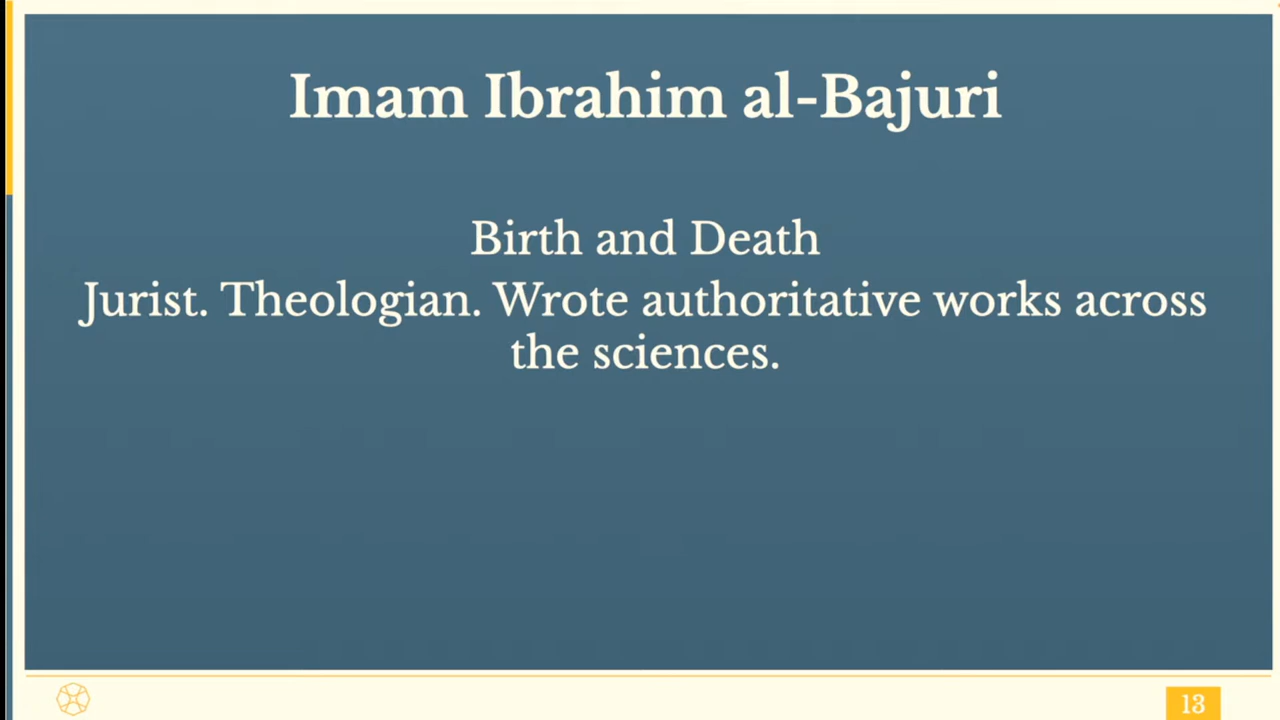 Imam Ibrahim al-Bajuri
Birth and Death
Jurist. Theologian. Wrote authoritative works across
the sciences.
13